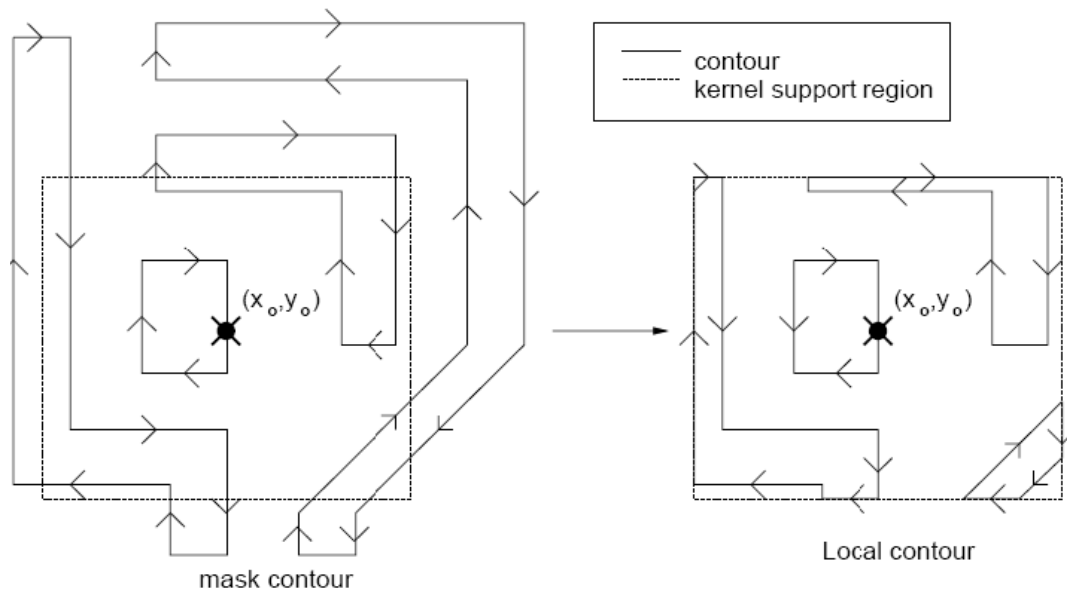 contour
kernel support region
(x_o,y_o)
(x_o,y_o)
mask contour
Local contour